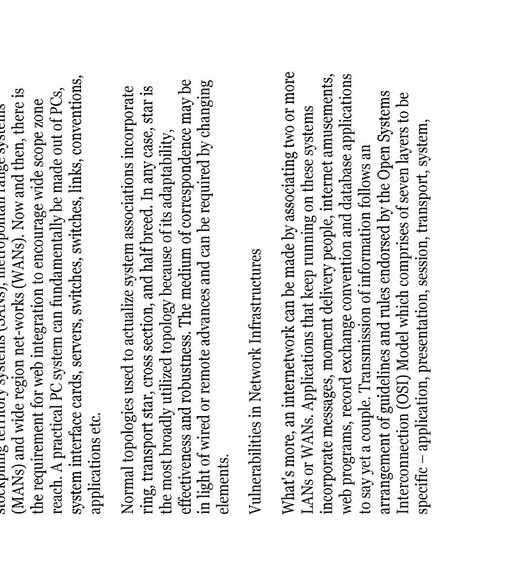 stockpiling territory systems (SANs), metropolitan range systems
(MANs) and wide region net-works (WANs). Now and then, there is
the requirement for web integration to encourage wide scope zone
reach. A practical PC system can fundamentally be made out of PCs,
system interface cards, servers, switches, switches, links, conventions,
applications etc.
Normal topologies used to actualize system associations incorporate
ring, transport star, cross section, and half breed. In any case, star is
the most broadly utilized topology because of its adaptability,
effectiveness and robustness. The medium of correspondence may be
in light of wired or remote advances and can be required by changing
elements.
Vulnerabilities in Network Infrastructures
What's more, an internetwork can be made by associating two or more
LANs or WANs. Applications that keep running on these systems
incorporate messages, moment delivery people, internet amusements,
web programs, record exchange convention and database applications
to say yet a couple. Transmission of information follows an
arrangement of guidelines and rules endorsed by the Open Systems
Interconnection (OSI) Model which comprises of seven layers to be
specific – application, presentation, session, transport, system,